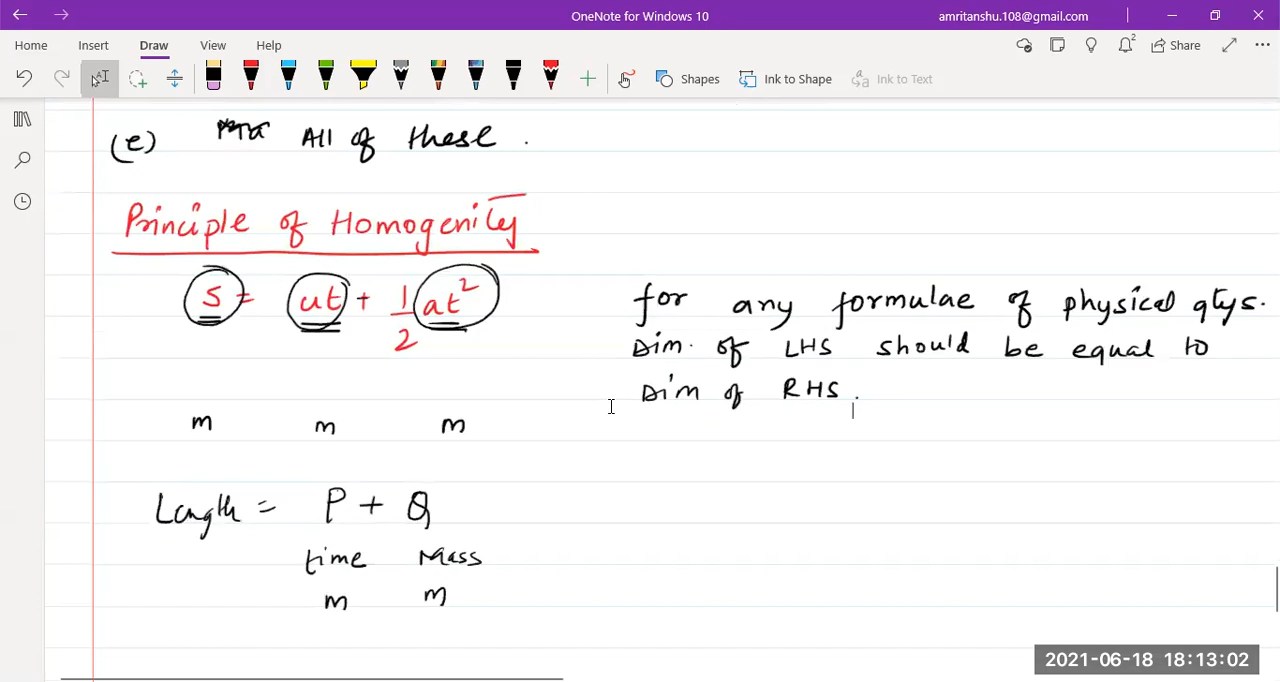 OneNote for Windows 10
amritanshu.108@gmail.com
Home Insert Draw View Help
Share
Shapes
Ink to Shape
Ink to Text
(e) All of these .
Principle of Homogenity
s = ut + 1/2 at²
m m m
for any formulae of physical qtys.
Dim. of LHS should be equal to
Dim of RHS .
Length = P + Q
time Mass
m m
2021-06-18 18:13:02